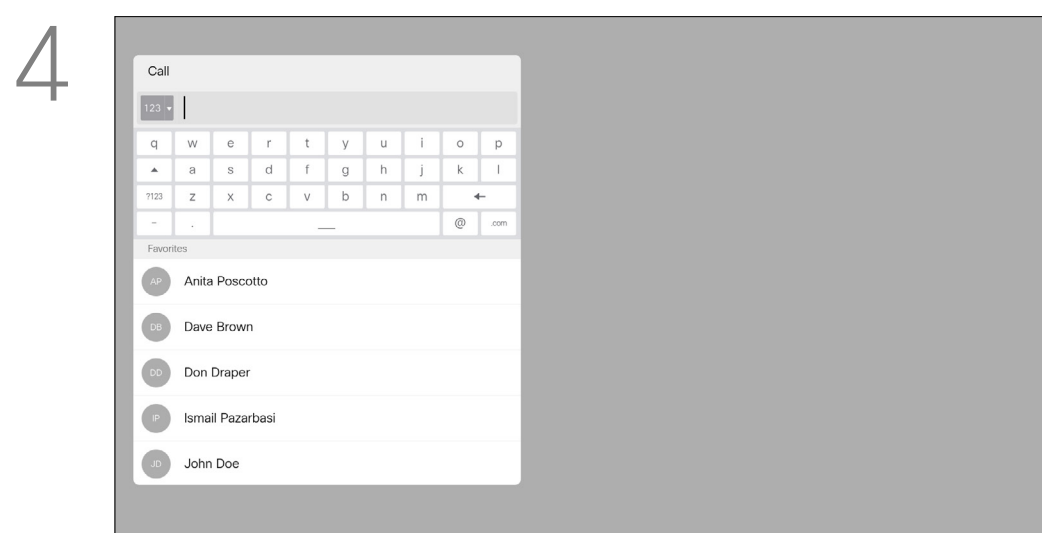 4
Call
123
q w e r t y u i o p
a s d f g h j k l
?123 z x c v b n m
- . @ .com
Favorites
AP Anita Poscotto
DB Dave Brown
DD Don Draper
IP Ismail Pazarbasi
JD John Doe